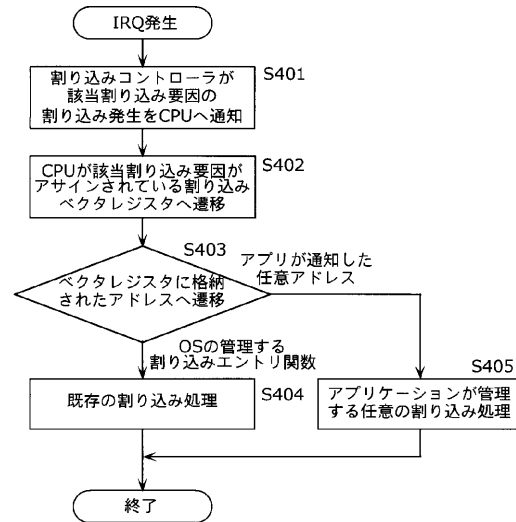 IRQ発生
S401
割り込みコントローラが
該当割り込み要因の
割り込み発生をCPUへ通知
S402
CPUが該当割り込み要因が
アサインされている割り込み
ベクタレジスタへ遷移
S403
ベクタレジスタに格納
されたアドレスへ遷移
アプリが通知した
任意アドレス
OSの管理する
割り込みエントリ関数
S404
既存の割り込み処理
S405
アプリケーションが管理
する任意の割り込み処理
終了